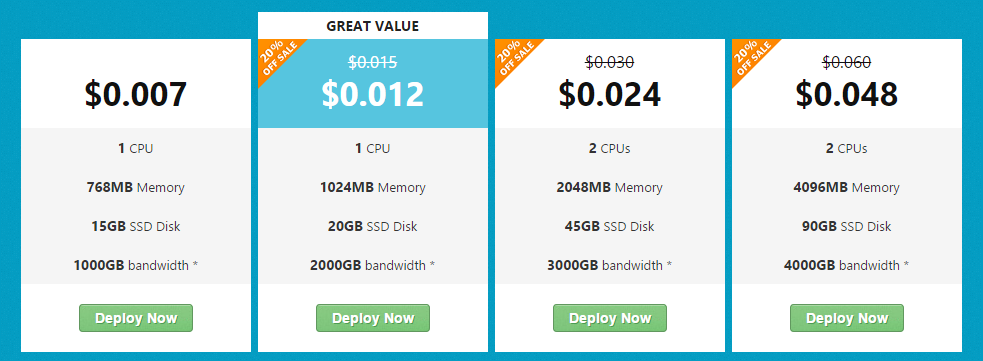 $0.007
1 CPU
768MB Memory
15GB SSD Disk
1000GB bandwidth *
Deploy Now
GREAT VALUE
20%
OFF SALE
$0.015
$0.012
1 CPU
1024MB Memory
20GB SSD Disk
2000GB bandwidth *
Deploy Now
20%
OFF SALE
$0.030
$0.024
2 CPUs
2048MB Memory
45GB SSD Disk
3000GB bandwidth *
Deploy Now
20%
OFF SALE
$0.060
$0.048
2 CPUs
4096MB Memory
90GB SSD Disk
4000GB bandwidth *
Deploy Now